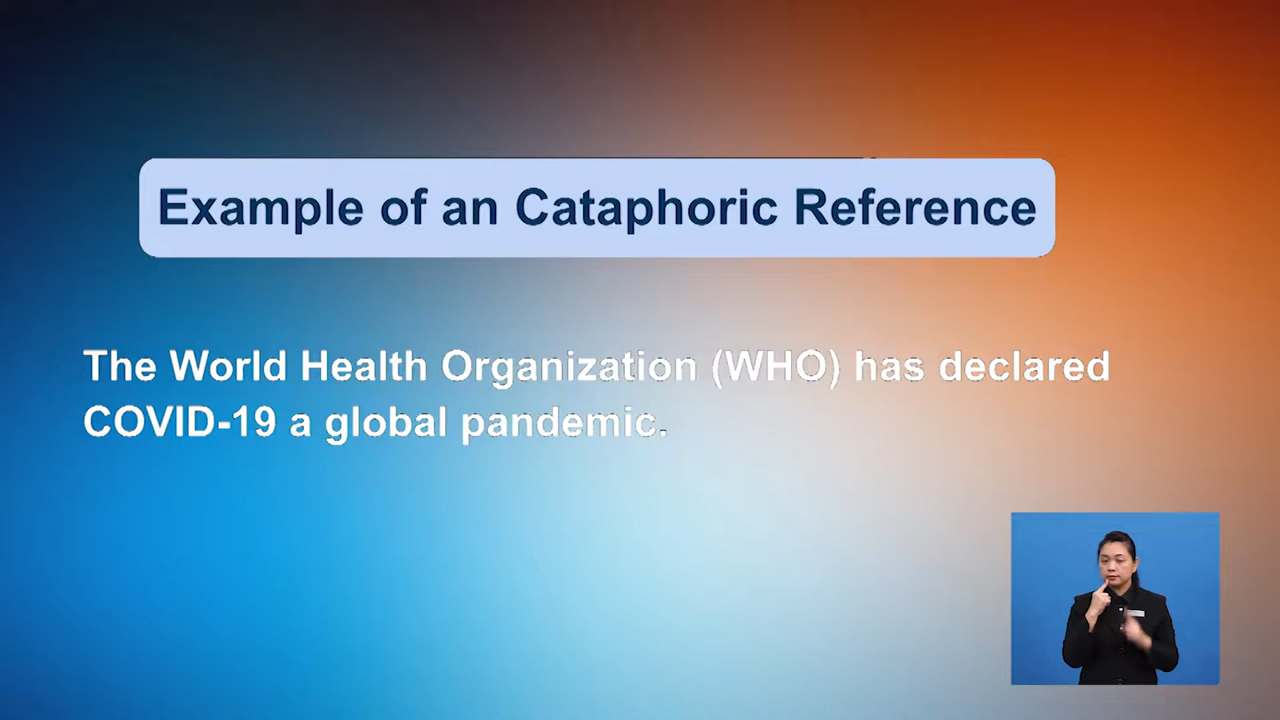 Example of an Cataphoric Reference
The World Health Organization (WHO) has declared
COVID-19 a global pandemic.